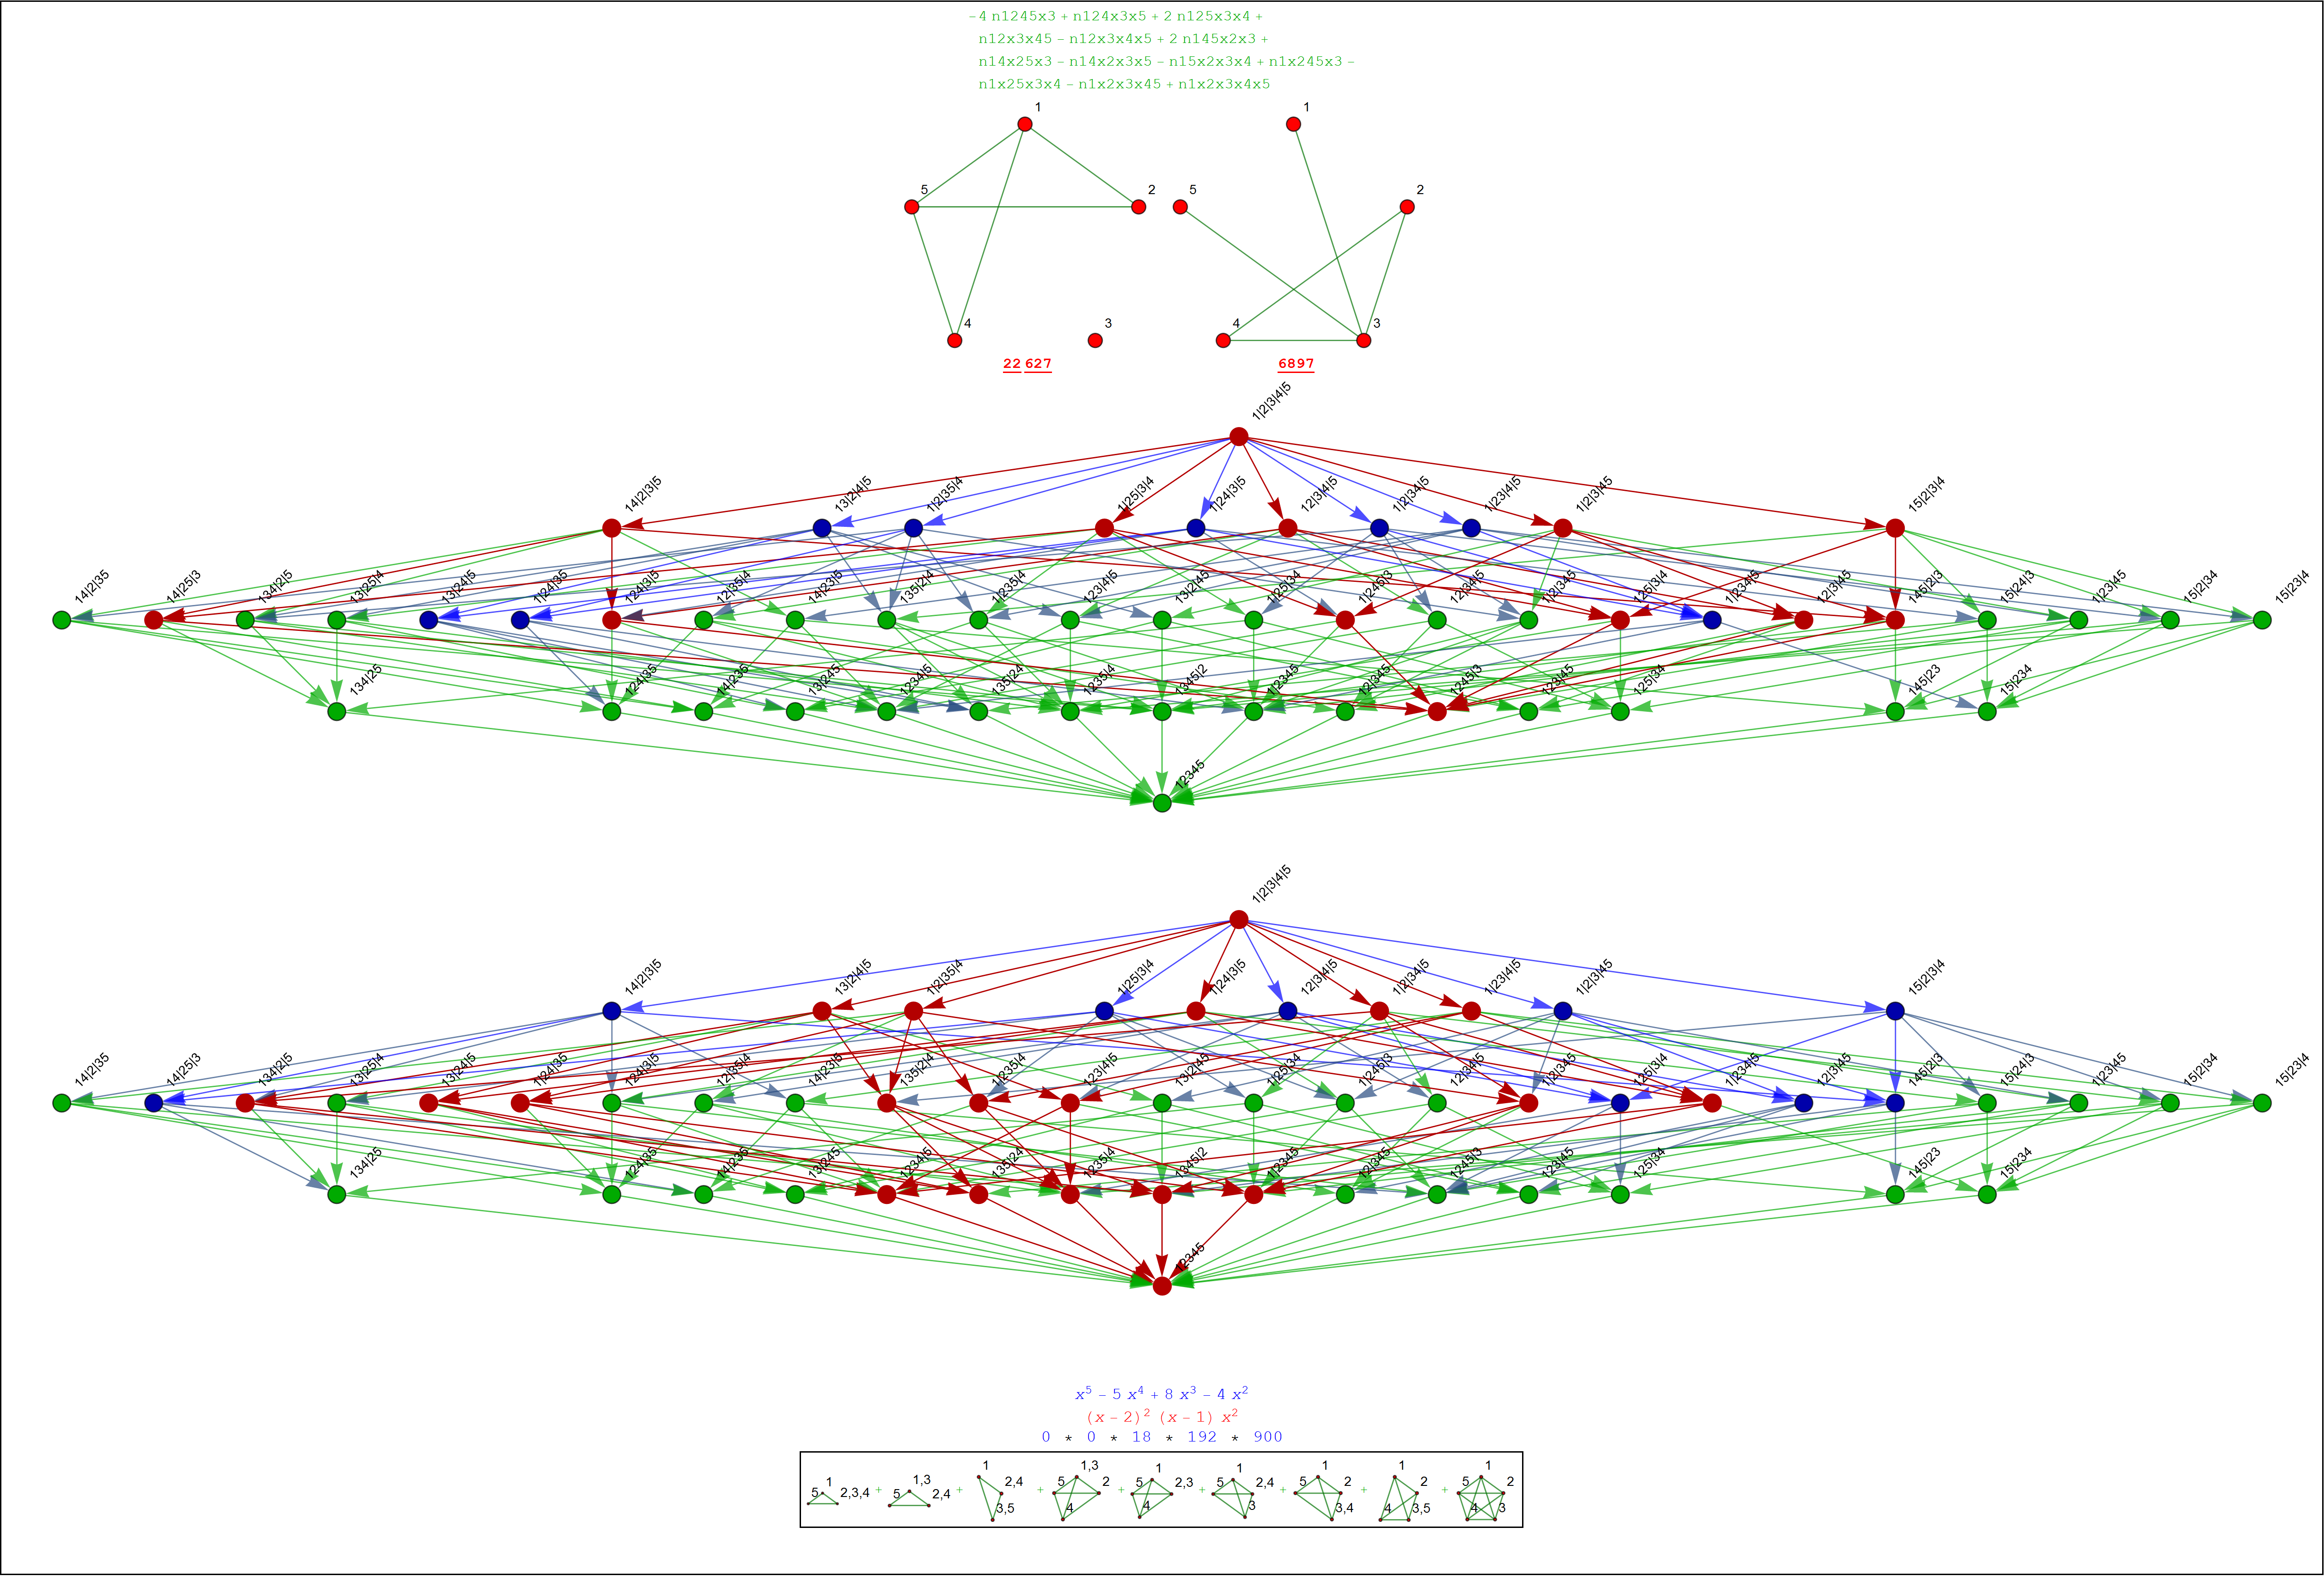 −4 n1245x3 + n124x3x5 + 2 n125x3x4 +
n12x3x45 − n12x3x4x5 + 2 n145x2x3 +
n14x25x3 − n14x2x3x5 − n15x2x3x4 + n1x245x3 −
n1x25x3x4 − n1x2x3x45 + n1x2x3x4x5
1 1
5 2 5 2
4 3 4 3
22 627 6897
1|2|3|4|5
14|2|3|5 13|2|4|5 1|2|35|4 1|25|3|4 1|24|3|5 12|3|4|5 1|2|34|5 1|23|4|5 1|2|3|45 15|2|3|4
14|2|35 14|25|3 134|2|5 13|25|4 13|24|5 1|24|35 124|3|5 12|35|4 14|23|5 135|2|4 1|235|4 123|4|5 13|2|45 1|25|34 1|245|3 12|34|5 1|2|345 125|3|4 1|234|5 12|3|45 145|2|3 15|24|3 1|23|45 15|2|34 15|23|4
134|25 124|35 14|235 13|245 1234|5 135|24 1235|4 1345|2 1|2345 12|345 1245|3 123|45 125|34 145|23 15|234
12345
1|2|3|4|5
14|2|3|5 13|2|4|5 1|2|35|4 1|25|3|4 1|24|3|5 12|3|4|5 1|2|34|5 1|23|4|5 1|2|3|45 15|2|3|4
14|2|35 14|25|3 134|2|5 13|25|4 13|24|5 1|24|35 124|3|5 12|35|4 14|23|5 135|2|4 1|235|4 123|4|5 13|2|45 1|25|34 1|245|3 12|34|5 1|2|345 125|3|4 1|234|5 12|3|45 145|2|3 15|24|3 1|23|45 15|2|34 15|23|4
134|25 124|35 14|235 13|245 1234|5 135|24 1235|4 1345|2 1|2345 12|345 1245|3 123|45 125|34 145|23 15|234
12345
x⁵ − 5 x⁴ + 8 x³ − 4 x²
(x − 2)² (x − 1) x²
0 * 0 * 18 * 192 * 900
1 5 2,3,4 + 1,3 5 2,4 + 1 2,4 3,5 + 1,3 5 2 4 + 1 5 2,3 4 + 1 5 2,4 3 + 1 5 2 3,4 + 1 2 4 3,5 + 1 5 2 4 3